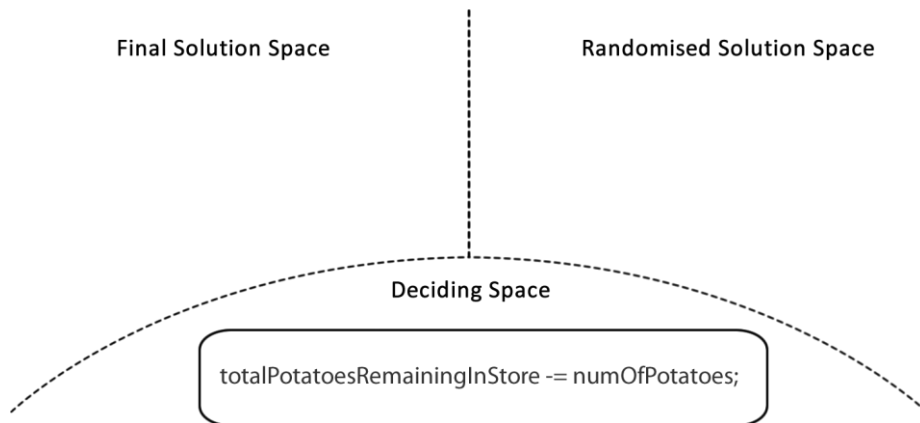 Final Solution Space
Randomised Solution Space
Deciding Space
totalPotatoesRemainingInStore -= numOfPotatoes;